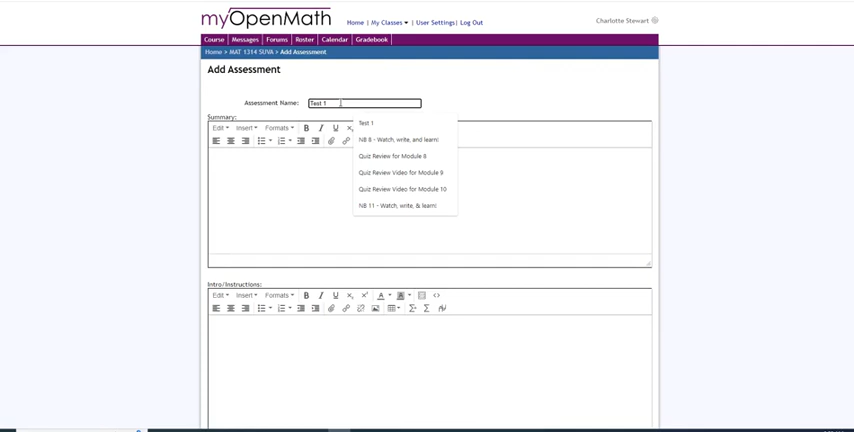 myOpenMath
Home | My Classes ▾ | User Settings | Log Out
Charlotte Stewart
Course Messages Forums Roster Calendar Gradebook
Home > MAT 1314 SUVA > Add Assessment
Add Assessment
Assessment Name: Test 1
Summary:
Test 1
Edit Insert Formats B I U X
NB 8 - Watch, write, and learn!
Quiz Review for Module 8
Quiz Review Video for Module 9
Quiz Review Video for Module 10
NB 11 - Watch, write, & learn!
Intro/Instructions:
Edit Insert Formats B I U X₂ X² A A <>
Σ+ Σ